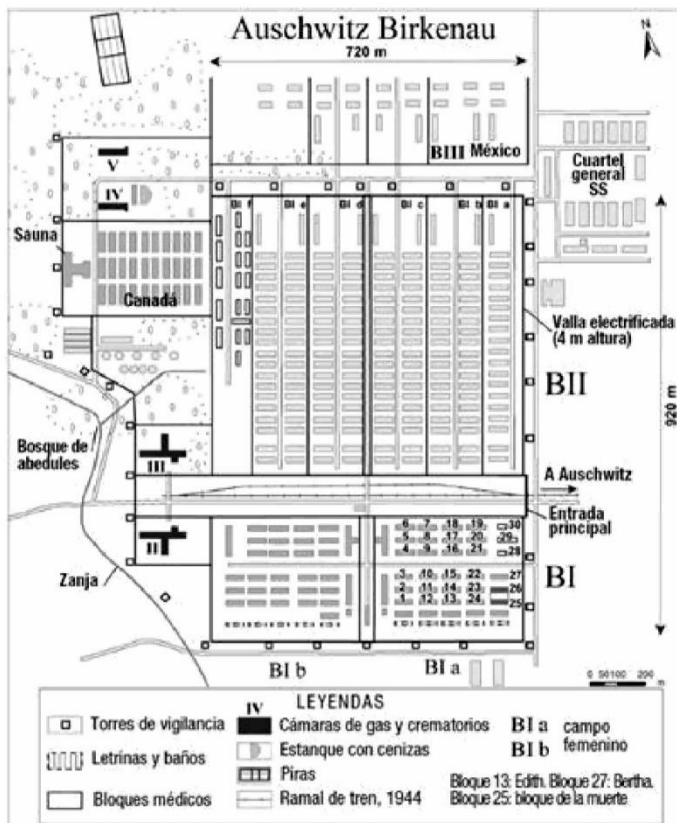 Auschwitz Birkenau
720 m
N
BIII México
Cuartel
general
SS
V
IV
Sauna
Canadá
BI f
BI e
BI d
BI c
BI b
BI a
Valla electrificada
(4 m altura)
BII
920 m
Bosque de
abedules
III
A Auschwitz
Entrada
principal
II
Zanja
6 7 18 19 30
5 8 17 20 29
4 9 16 21 28
3 10 15 22 27
2 11 14 23 26
1 12 13 24 25
BI
BI b
BI a
0 50 100 200
m
LEYENDAS
Torres de vigilancia
Letrinas y baños
Bloques médicos
IV
Cámaras de gas y crematorios
Estanque con cenizas
Piras
Ramal de tren, 1944
BI a campo
BI b femenino
Bloque 13: Edith. Bloque 27: Bertha.
Bloque 25: bloque de la muerte